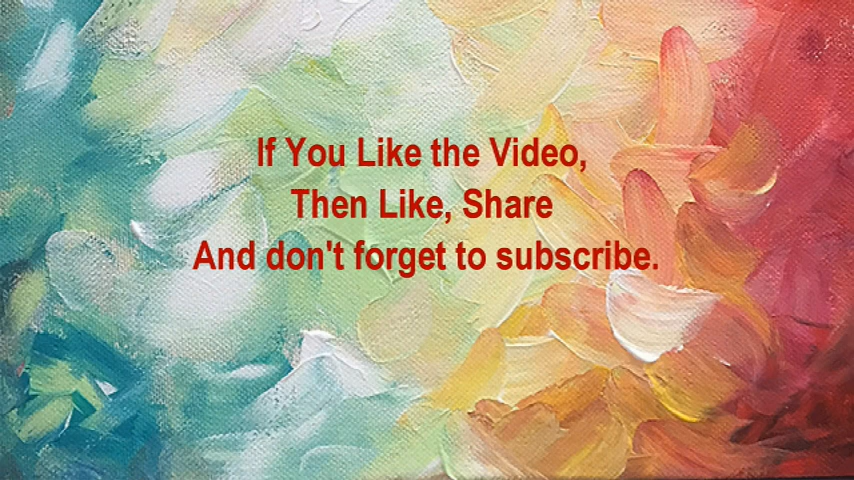 If You Like the Video,
Then Like, Share
And don't forget to subscribe.